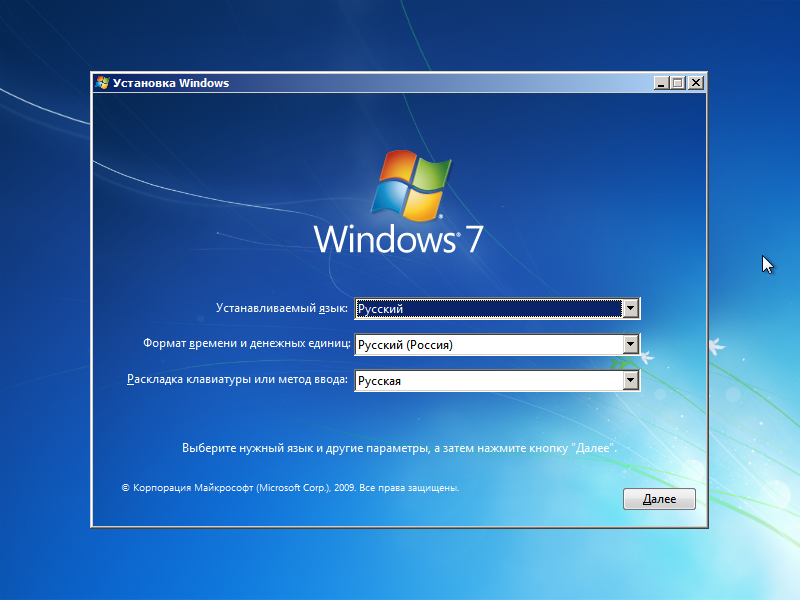 Установка Windows
Windows® 7
Устанавливаемый язык: Русский
Формат времени и денежных единиц: Русский (Россия)
Раскладка клавиатуры или метод ввода: Русская
Выберите нужный язык и другие параметры, а затем нажмите кнопку "Далее".
© Корпорация Майкрософт (Microsoft Corp.), 2009. Все права защищены.
Далее